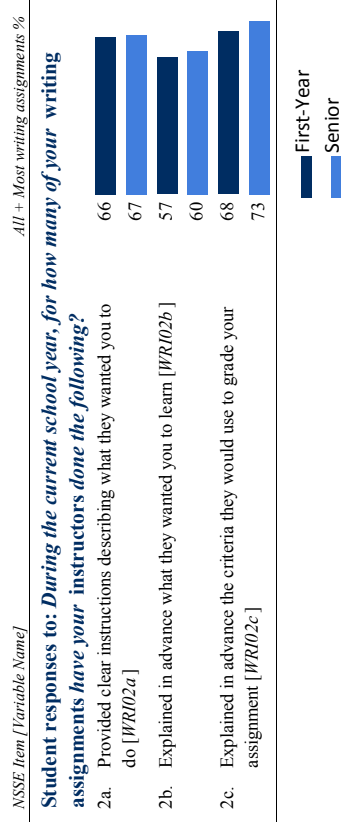 NSSE Item [Variable Name] All + Most writing assignments %
Student responses to: During the current school year, for how many of your writing
assignments have your instructors done the following?
2a. Provided clear instructions describing what they wanted you to
do [WRI02a]
66
67
2b. Explained in advance what they wanted you to learn [WRI02b]
57
60
2c. Explained in advance the criteria they would use to grade your
assignment [WRI02c]
68
73
First-Year
Senior